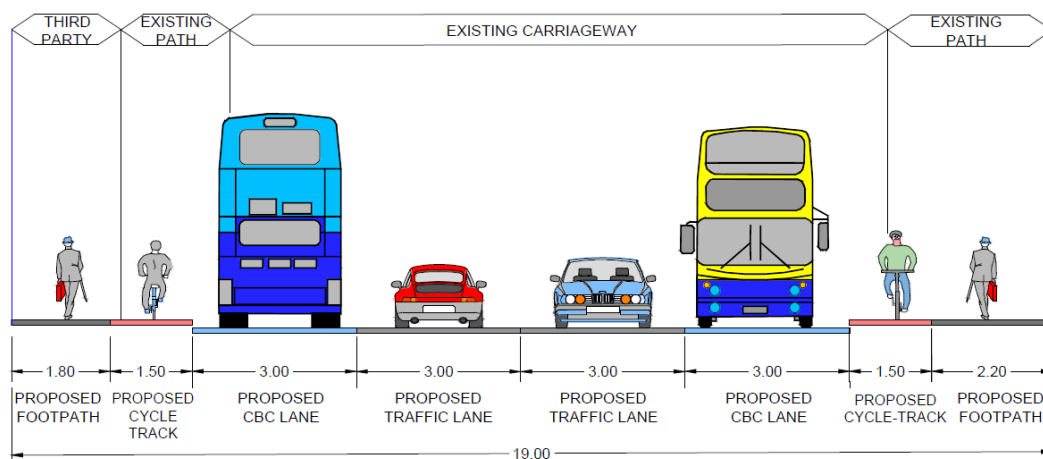 THIRD
PARTY
EXISTING
PATH
EXISTING CARRIAGEWAY
EXISTING
PATH
1.80
1.50
3.00
3.00
3.00
3.00
1.50
2.20
PROPOSED
FOOTPATH
PROPOSED
CYCLE
TRACK
PROPOSED
CBC LANE
PROPOSED
TRAFFIC LANE
PROPOSED
TRAFFIC LANE
PROPOSED
CBC LANE
PROPOSED
CYCLE-TRACK
PROPOSED
FOOTPATH
19.00